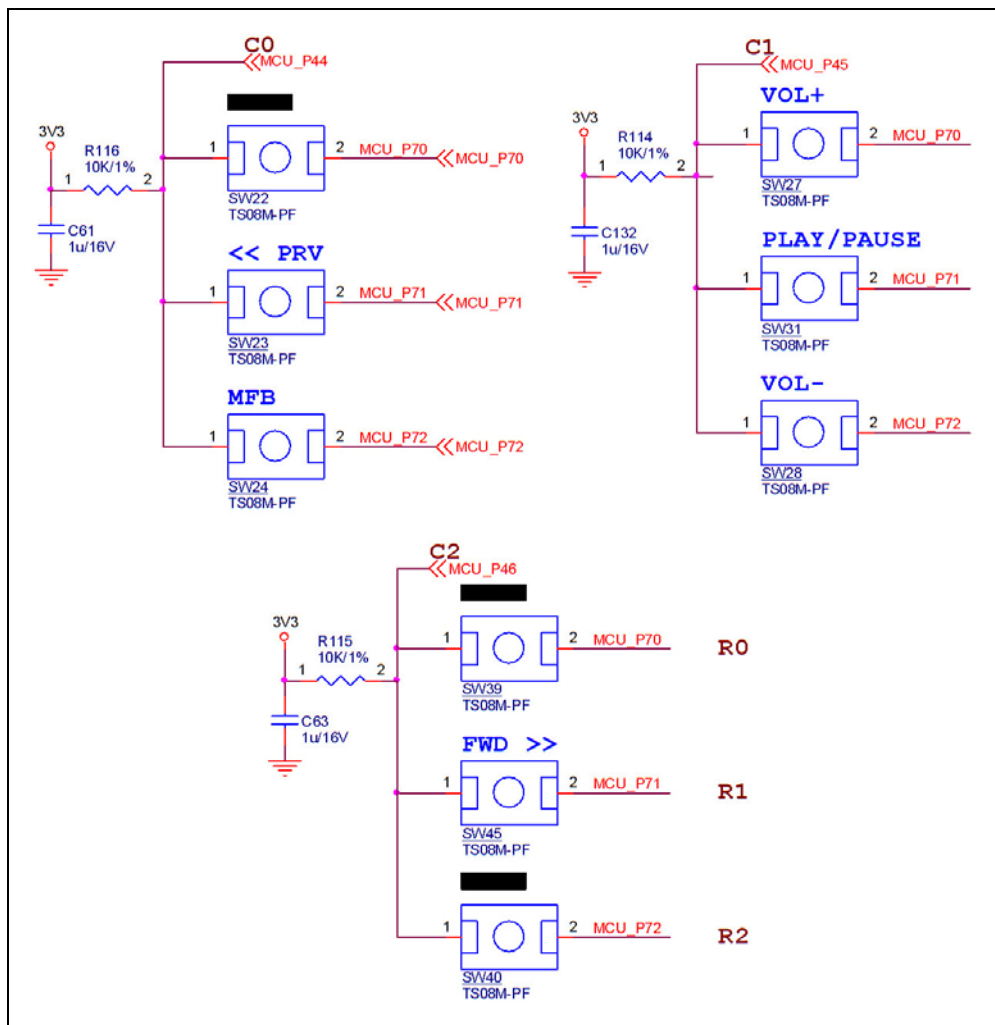 C0
MCU_P44
3V3
R116
10K/1%
1 2
C61
1u/16V
1 2 MCU_P70 MCU_P70
SW22
TS08M-PF
<< PRV
1 2 MCU_P71 MCU_P71
SW23
TS08M-PF
MFB
1 2 MCU_P72 MCU_P72
SW24
TS08M-PF
C1
MCU_P45
VOL+
3V3
R114
10K/1%
1 2
C132
1u/16V
1 2 MCU_P70
SW27
TS08M-PF
PLAY/PAUSE
1 2 MCU_P71
SW31
TS08M-PF
VOL-
1 2 MCU_P72
SW28
TS08M-PF
C2
MCU_P46
3V3
R115
10K/1%
1 2
C63
1u/16V
1 2 MCU_P70 R0
SW39
TS08M-PF
FWD >>
1 2 MCU_P71 R1
SW45
TS08M-PF
1 2 MCU_P72 R2
SW40
TS08M-PF